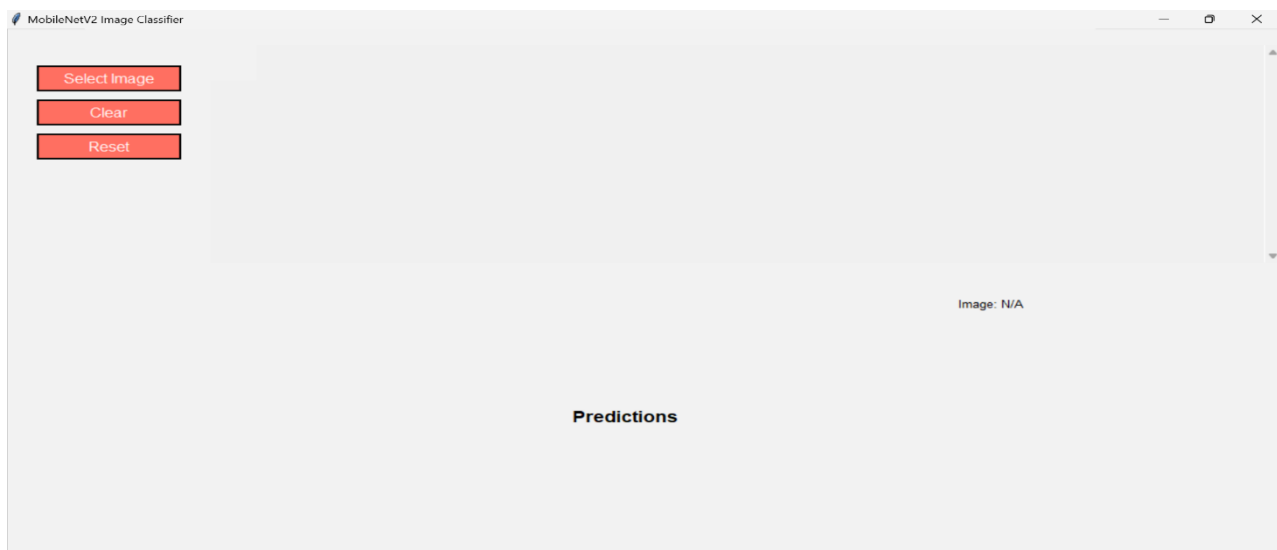 MobileNetV2 Image Classifier
Select Image
Clear
Reset
Image: N/A
Predictions